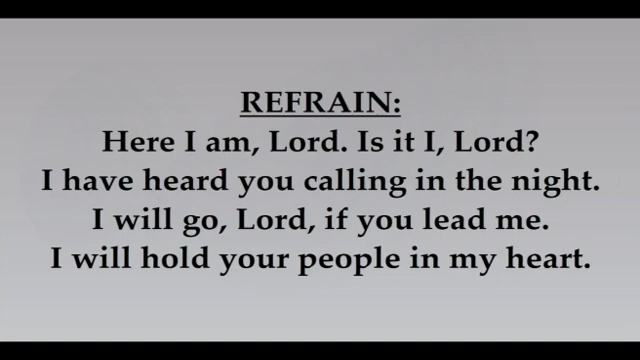 REFRAIN:
Here I am, Lord. Is it I, Lord?
I have heard you calling in the night.
I will go, Lord, if you lead me.
I will hold your people in my heart.